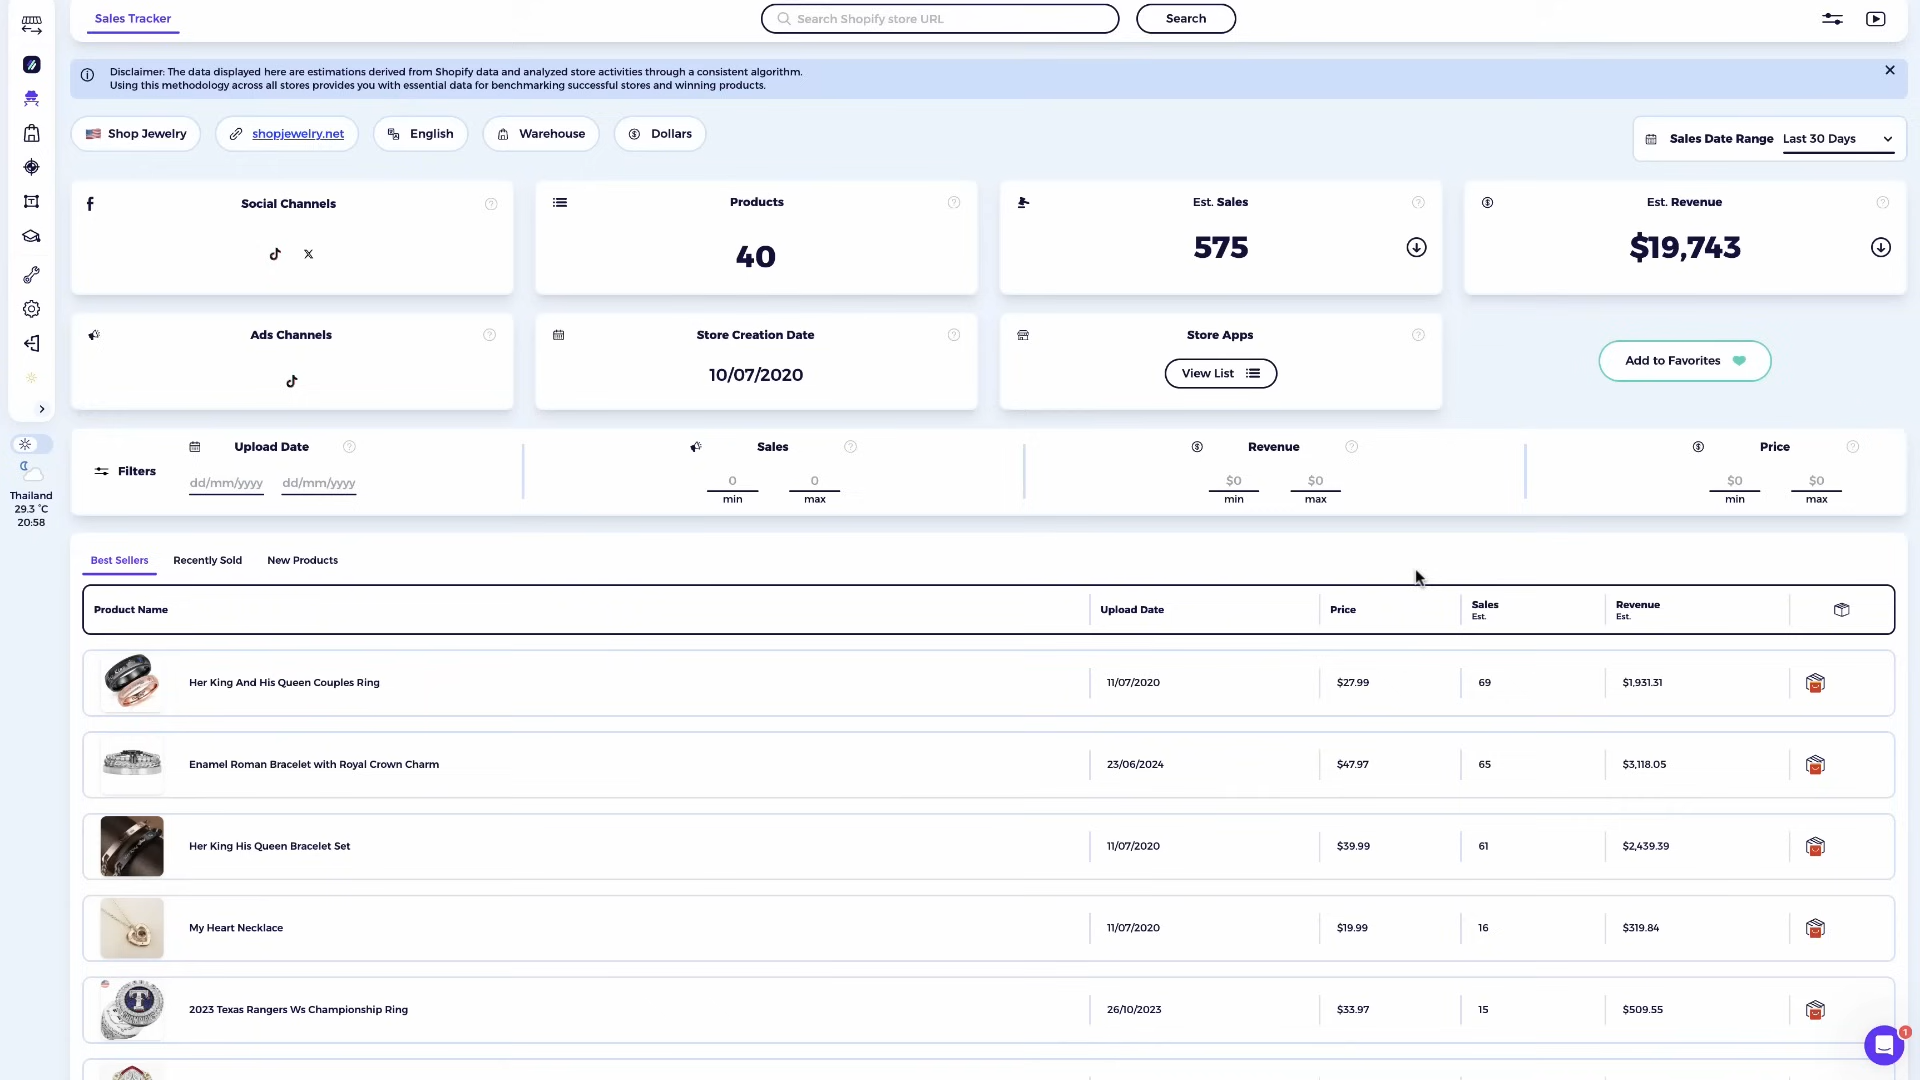 Sales Tracker
Search Shopify store URL
Search
Disclaimer: The data displayed here are estimations derived from Shopify data and analyzed store activities through a consistent algorithm.
Using this methodology across all stores provides you with essential data for benchmarking successful stores and winning products.
Shop Jewelry
shopjewelry.net
English
Warehouse
Dollars
Sales Date Range
Last 30 Days
Social Channels
Products
40
Est. Sales
575
Est. Revenue
$19,743
Ads Channels
Store Creation Date
10/07/2020
Store Apps
View List
Add to Favorites
Filters
Upload Date
dd/mm/yyyy
dd/mm/yyyy
Sales
0
min
0
max
Revenue
$0
min
$0
max
Price
$0
min
$0
max
Thailand
29.3 °C
20:58
Best Sellers
Recently Sold
New Products
Product Name
Upload Date
Price
Sales
Est.
Revenue
Est.
Her King And His Queen Couples Ring
11/07/2020
$27.99
69
$1,931.31
Enamel Roman Bracelet with Royal Crown Charm
23/06/2024
$47.97
65
$3,118.05
Her King His Queen Bracelet Set
11/07/2020
$39.99
61
$2,439.39
My Heart Necklace
11/07/2020
$19.99
16
$319.84
2023 Texas Rangers Ws Championship Ring
26/10/2023
$33.97
15
$509.55
1